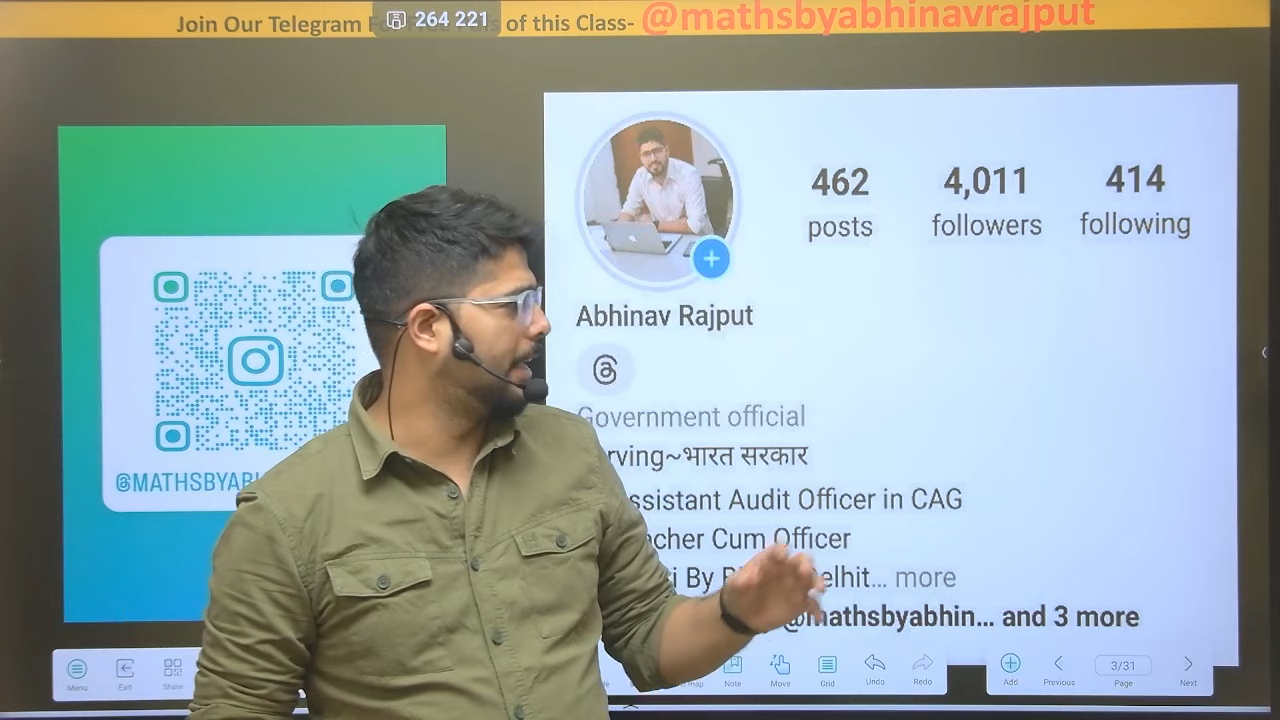 Join Our Telegram F of this Class- @mathsbyabhinavrajput
264 221
462 4,011 414
posts followers following
Abhinav Rajput
Government official
rving~भारत सरकार
ssistant Audit Officer in CAG
cher Cum Officer
i By elhit... more
@mathsbyabhin... and 3 more
@MATHSBYAB
Menu Exit Share
Note Move Grid Undo Redo
Add Previous 3/31 Page Next